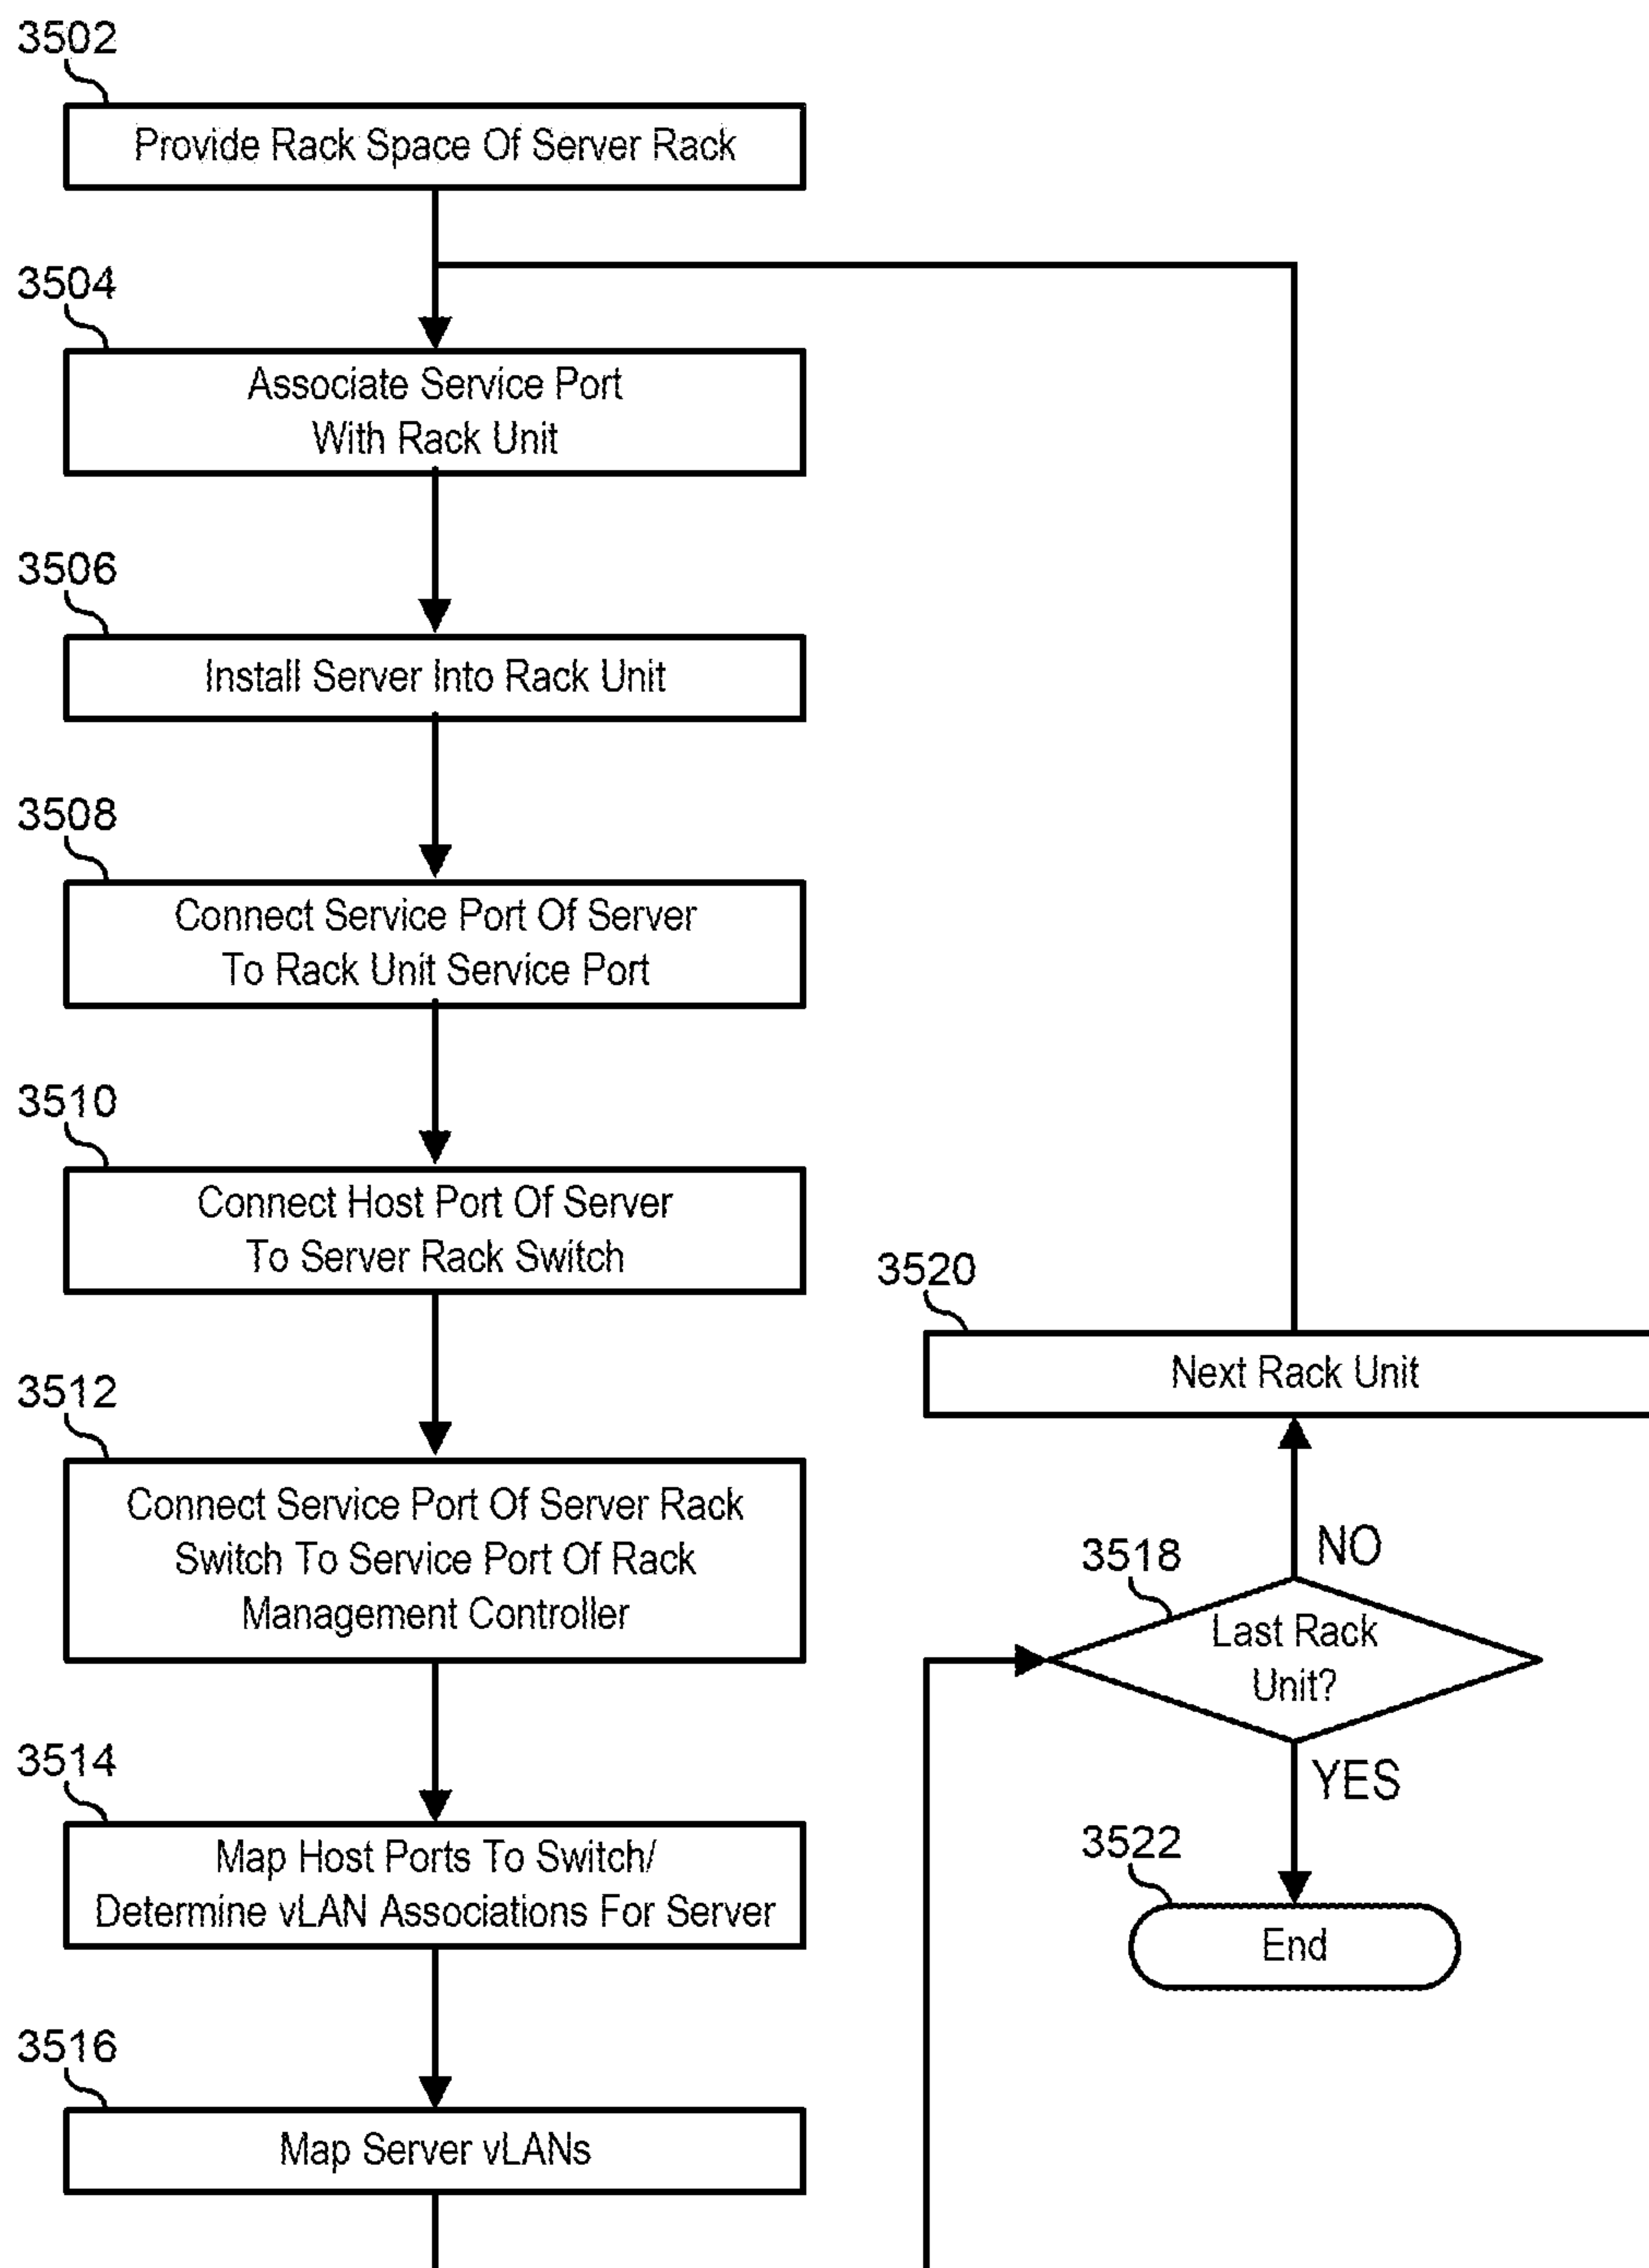 3502
Provide Rack Space Of Server Rack
3504
Associate Service Port
With Rack Unit
3506
Install Server Into Rack Unit
3508
Connect Service Port Of Server
To Rack Unit Service Port
3510
Connect Host Port Of Server
To Server Rack Switch
3512
Connect Service Port Of Server Rack
Switch To Service Port Of Rack
Management Controller
3514
Map Host Ports To Switch/
Determine vLAN Associations For Server
3516
Map Server vLANs
3520
Next Rack Unit
NO
3518
Last Rack
Unit?
YES
3522
End